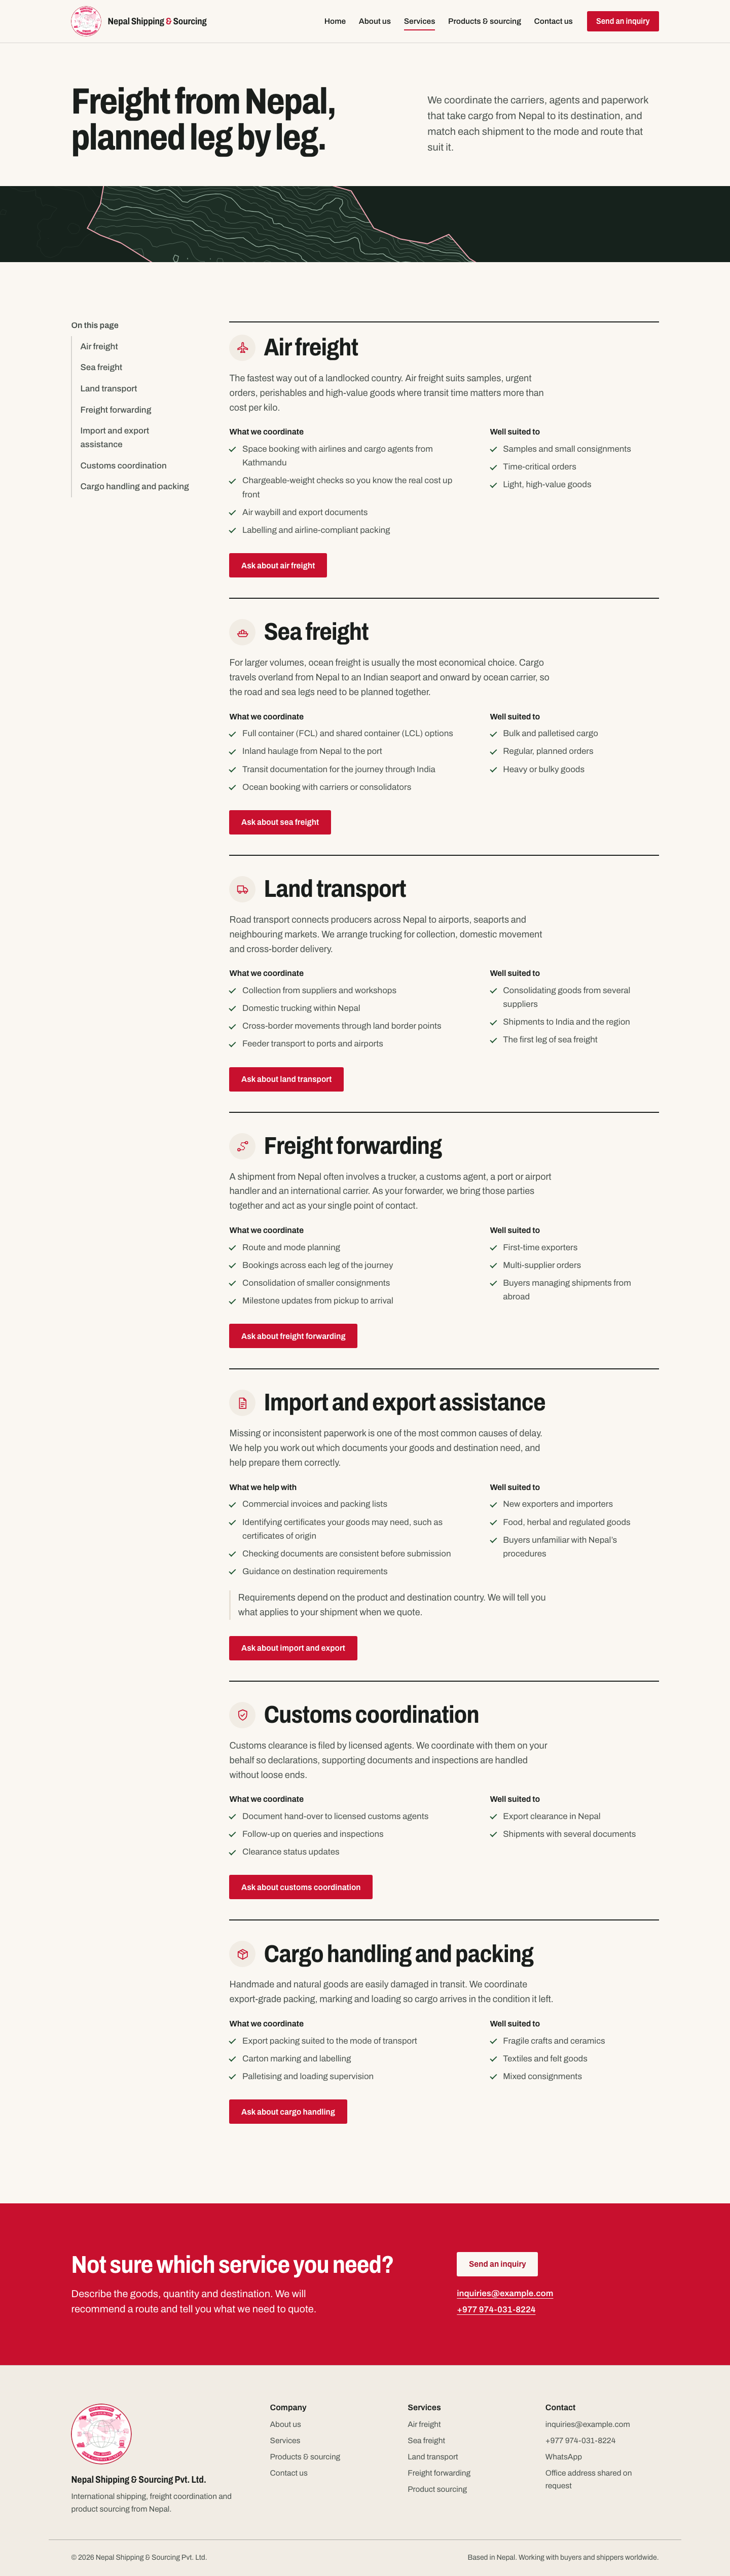 Nepal Shipping & Sourcing
Home
About us
Services
Products & sourcing
Contact us
Send an inquiry
Freight from Nepal,
planned leg by leg.
We coordinate the carriers, agents and paperwork
that take cargo from Nepal to its destination, and
match each shipment to the mode and route that
suit it.
On this page
Air freight
Sea freight
Land transport
Freight forwarding
Import and export
assistance
Customs coordination
Cargo handling and packing
Air freight
The fastest way out of a landlocked country. Air freight suits samples, urgent
orders, perishables and high-value goods where transit time matters more than
cost per kilo.
What we coordinate
Space booking with airlines and cargo agents from
Kathmandu
Chargeable-weight checks so you know the real cost up
front
Air waybill and export documents
Labelling and airline-compliant packing
Well suited to
Samples and small consignments
Time-critical orders
Light, high-value goods
Ask about air freight
Sea freight
For larger volumes, ocean freight is usually the most economical choice. Cargo
travels overland from Nepal to an Indian seaport and onward by ocean carrier, so
the road and sea legs need to be planned together.
What we coordinate
Full container (FCL) and shared container (LCL) options
Inland haulage from Nepal to the port
Transit documentation for the journey through India
Ocean booking with carriers or consolidators
Well suited to
Bulk and palletised cargo
Regular, planned orders
Heavy or bulky goods
Ask about sea freight
Land transport
Road transport connects producers across Nepal to airports, seaports and
neighbouring markets. We arrange trucking for collection, domestic movement
and cross-border delivery.
What we coordinate
Collection from suppliers and workshops
Domestic trucking within Nepal
Cross-border movements through land border points
Feeder transport to ports and airports
Well suited to
Consolidating goods from several
suppliers
Shipments to India and the region
The first leg of sea freight
Ask about land transport
Freight forwarding
A shipment from Nepal often involves a trucker, a customs agent, a port or airport
handler and an international carrier. As your forwarder, we bring those parties
together and act as your single point of contact.
What we coordinate
Route and mode planning
Bookings across each leg of the journey
Consolidation of smaller consignments
Milestone updates from pickup to arrival
Well suited to
First-time exporters
Multi-supplier orders
Buyers managing shipments from
abroad
Ask about freight forwarding
Import and export assistance
Missing or inconsistent paperwork is one of the most common causes of delay.
We help you work out which documents your goods and destination need, and
help prepare them correctly.
What we help with
Commercial invoices and packing lists
Identifying certificates your goods may need, such as
certificates of origin
Checking documents are consistent before submission
Guidance on destination requirements
Well suited to
New exporters and importers
Food, herbal and regulated goods
Buyers unfamiliar with Nepal's
procedures
Requirements depend on the product and destination country. We will tell you
what applies to your shipment when we quote.
Ask about import and export
Customs coordination
Customs clearance is filed by licensed agents. We coordinate with them on your
behalf so declarations, supporting documents and inspections are handled
without loose ends.
What we coordinate
Document hand-over to licensed customs agents
Follow-up on queries and inspections
Clearance status updates
Well suited to
Export clearance in Nepal
Shipments with several documents
Ask about customs coordination
Cargo handling and packing
Handmade and natural goods are easily damaged in transit. We coordinate
export-grade packing, marking and loading so cargo arrives in the condition it left.
What we coordinate
Export packing suited to the mode of transport
Carton marking and labelling
Palletising and loading supervision
Well suited to
Fragile crafts and ceramics
Textiles and felt goods
Mixed consignments
Ask about cargo handling
Not sure which service you need?
Describe the goods, quantity and destination. We will
recommend a route and tell you what we need to quote.
Send an inquiry
inquiries@example.com
+977 974-031-8224
Nepal Shipping & Sourcing Pvt. Ltd.
International shipping, freight coordination and
product sourcing from Nepal.
Company
About us
Services
Products & sourcing
Contact us
Services
Air freight
Sea freight
Land transport
Freight forwarding
Product sourcing
Contact
inquiries@example.com
+977 974-031-8224
WhatsApp
Office address shared on
request
© 2026 Nepal Shipping & Sourcing Pvt. Ltd.
Based in Nepal. Working with buyers and shippers worldwide.